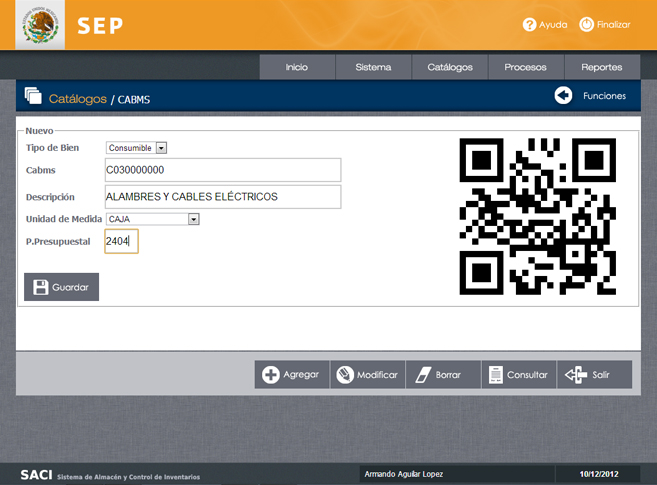 SEP
Ayuda
Finalizar
Inicio
Sistema
Catálogos
Procesos
Reportes
Catálogos / CABMS
Funciones
Nuevo
Tipo de Bien Consumible
Cabms C030000000
Descripción ALAMBRES Y CABLES ELÉCTRICOS
Unidad de Medida CAJA
P.Presupuestal 2404
Guardar
Agregar
Modificar
Borrar
Consultar
Salir
SACI Sistema de Almacén y Control de Inventarios
Armando Aguilar Lopez
10/12/2012